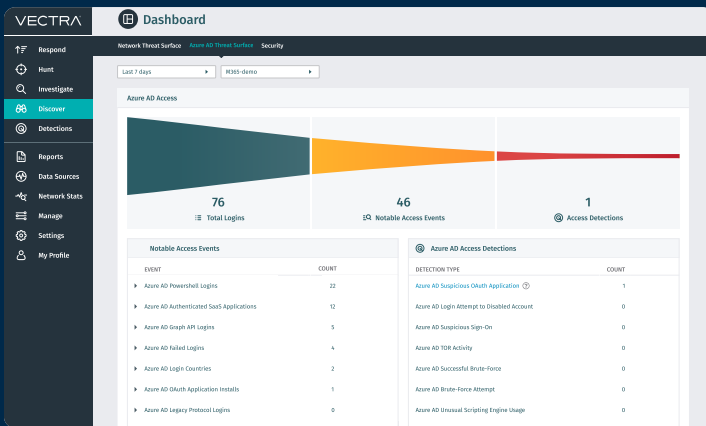 VECTRA
Dashboard
Respond
Hunt
Investigate
Discover
Detections
Reports
Data Sources
Network Stats
Manage
Settings
My Profile
Network Threat Surface Azure AD Threat Surface Security
Last 7 days M365-demo
Azure AD Access
76 46 1
Total Logins Notable Access Events Access Detections
Notable Access Events
EVENT COUNT
Azure AD Powershell Logins 22
Azure AD Authenticated SaaS Applications 12
Azure AD Graph API Logins 5
Azure AD Failed Logins 4
Azure AD Login Countries 2
Azure AD OAuth Application Installs 1
Azure AD Legacy Protocol Logins 0
Azure AD Access Detections
DETECTION TYPE COUNT
Azure AD Suspicious OAuth Application ? 1
Azure AD Login Attempt to Disabled Account 0
Azure AD Suspicious Sign-On 0
Azure AD TOR Activity 0
Azure AD Successful Brute-Force 0
Azure AD Brute-Force Attempt 0
Azure AD Unusual Scripting Engine Usage 0